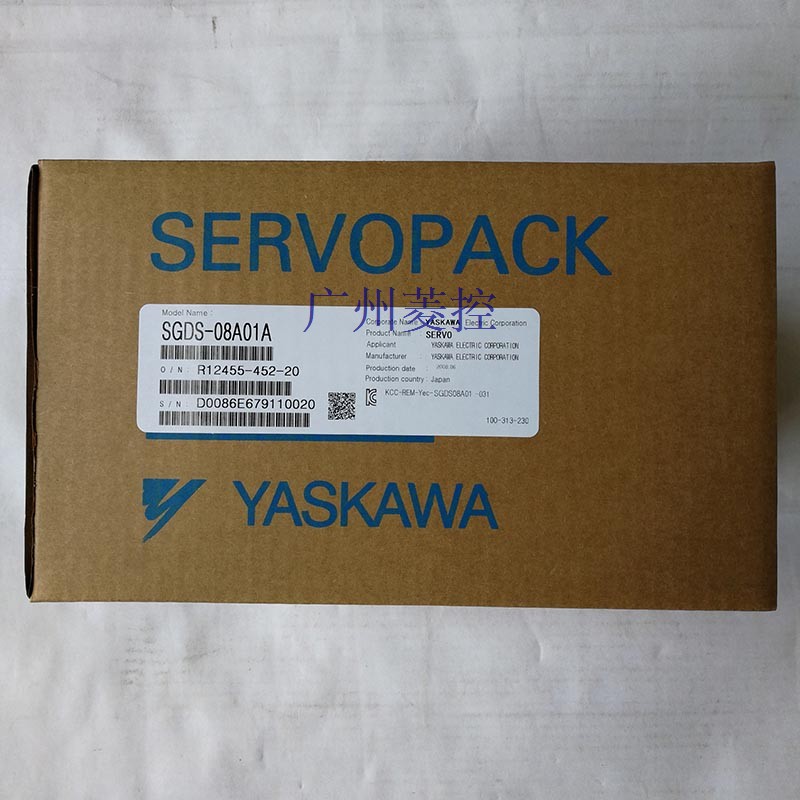 SERVOPACK
广州菱控
Model Name :
SGDS-08A01A
O/N : R12455-452-20
S/N : D0086E679110020
Corporate Name : YASKAWA Electric Corporation
Product Name : SERVO
Applicant : YASKAWA ELECTRIC CORPORATION
Manufacturer : YASKAWA ELECTRIC CORPORATION
Production date :
Production country : Japan
KCC-REM-Yec-SGDS08A01 -031
100-313-230
YASKAWA